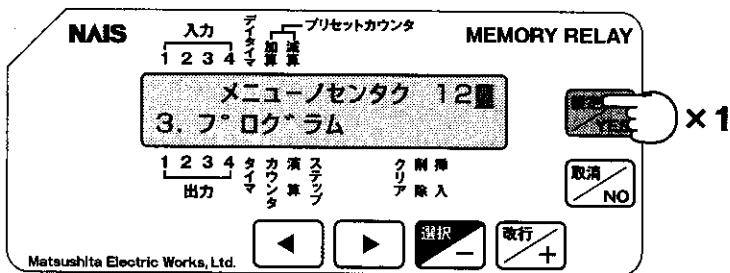 NAIS 入力 デイタイマ 加算 減算 プリセットカウンタ MEMORY RELAY
1 2 3 4
メニューノセンタク 12
3. プログラム
1 2 3 4 タイマ カウンタ 演算 ステップ クリア 削除 挿入
出力
YES
×1
取消
NO
◀ ▶ 選択 − 改行 +
Matsushita Electric Works, Ltd.